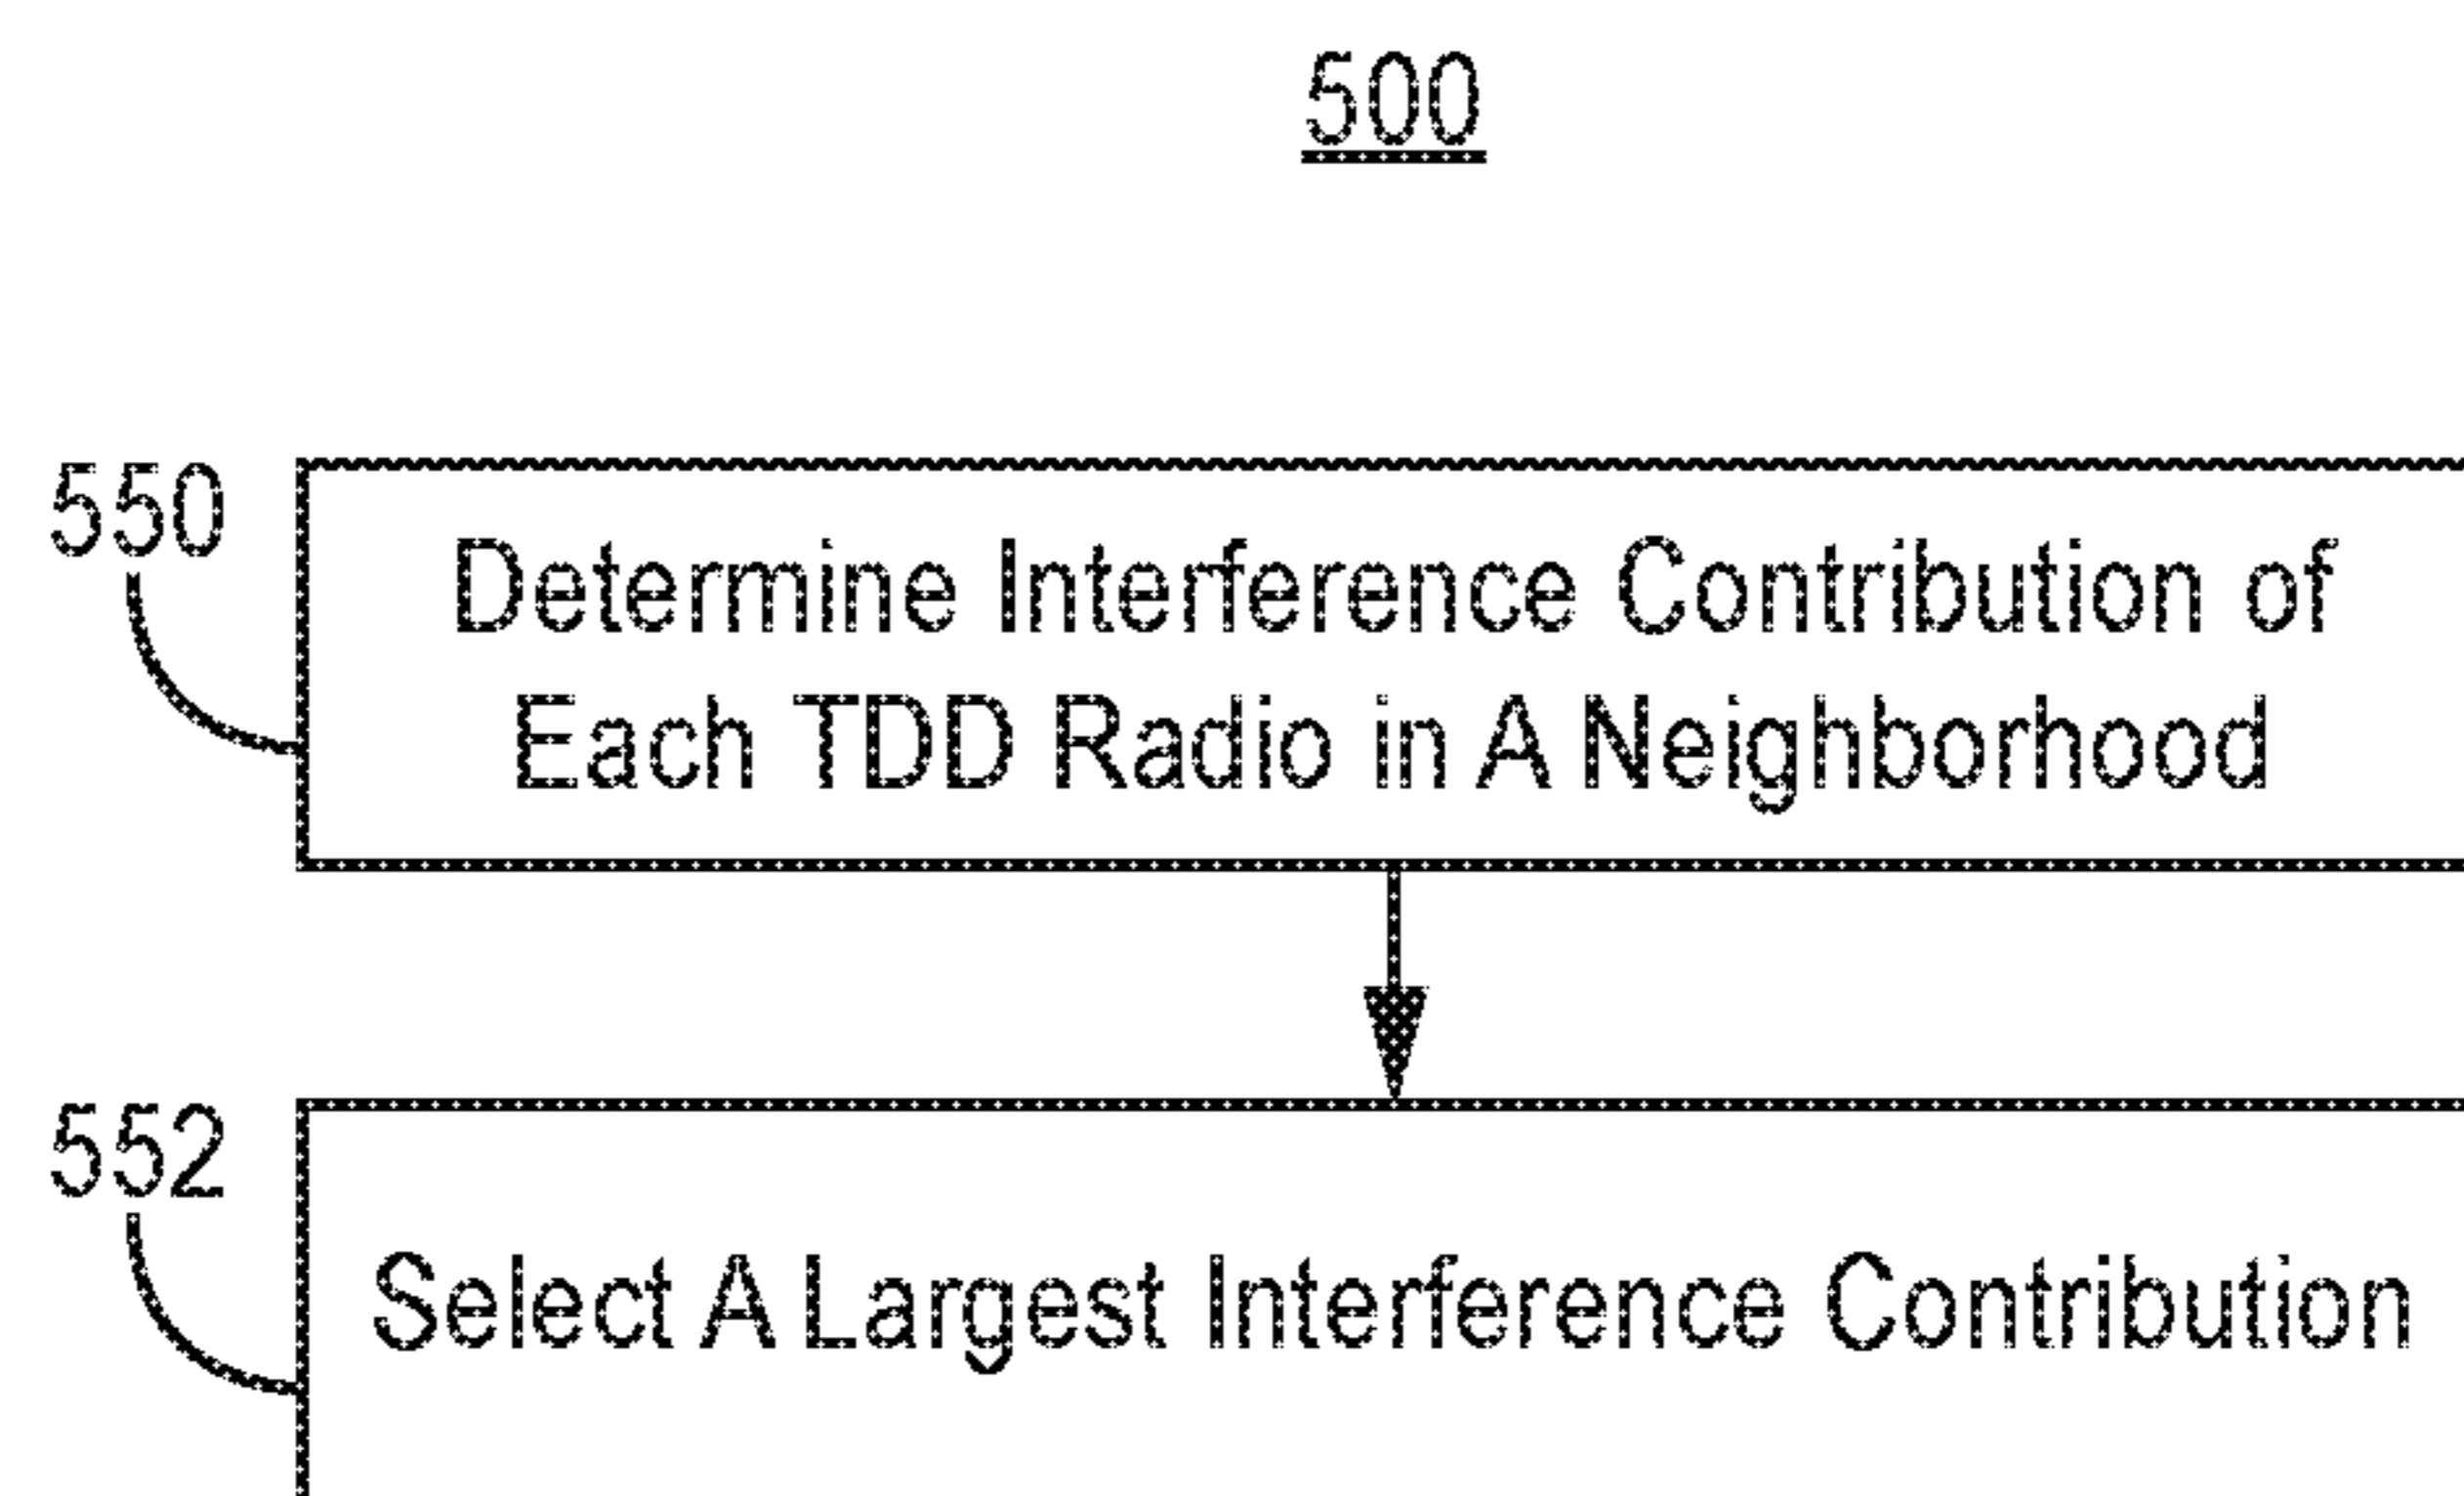 500
550
Determine Interference Contribution of
Each TDD Radio in A Neighborhood
552
Select A Largest Interference Contribution